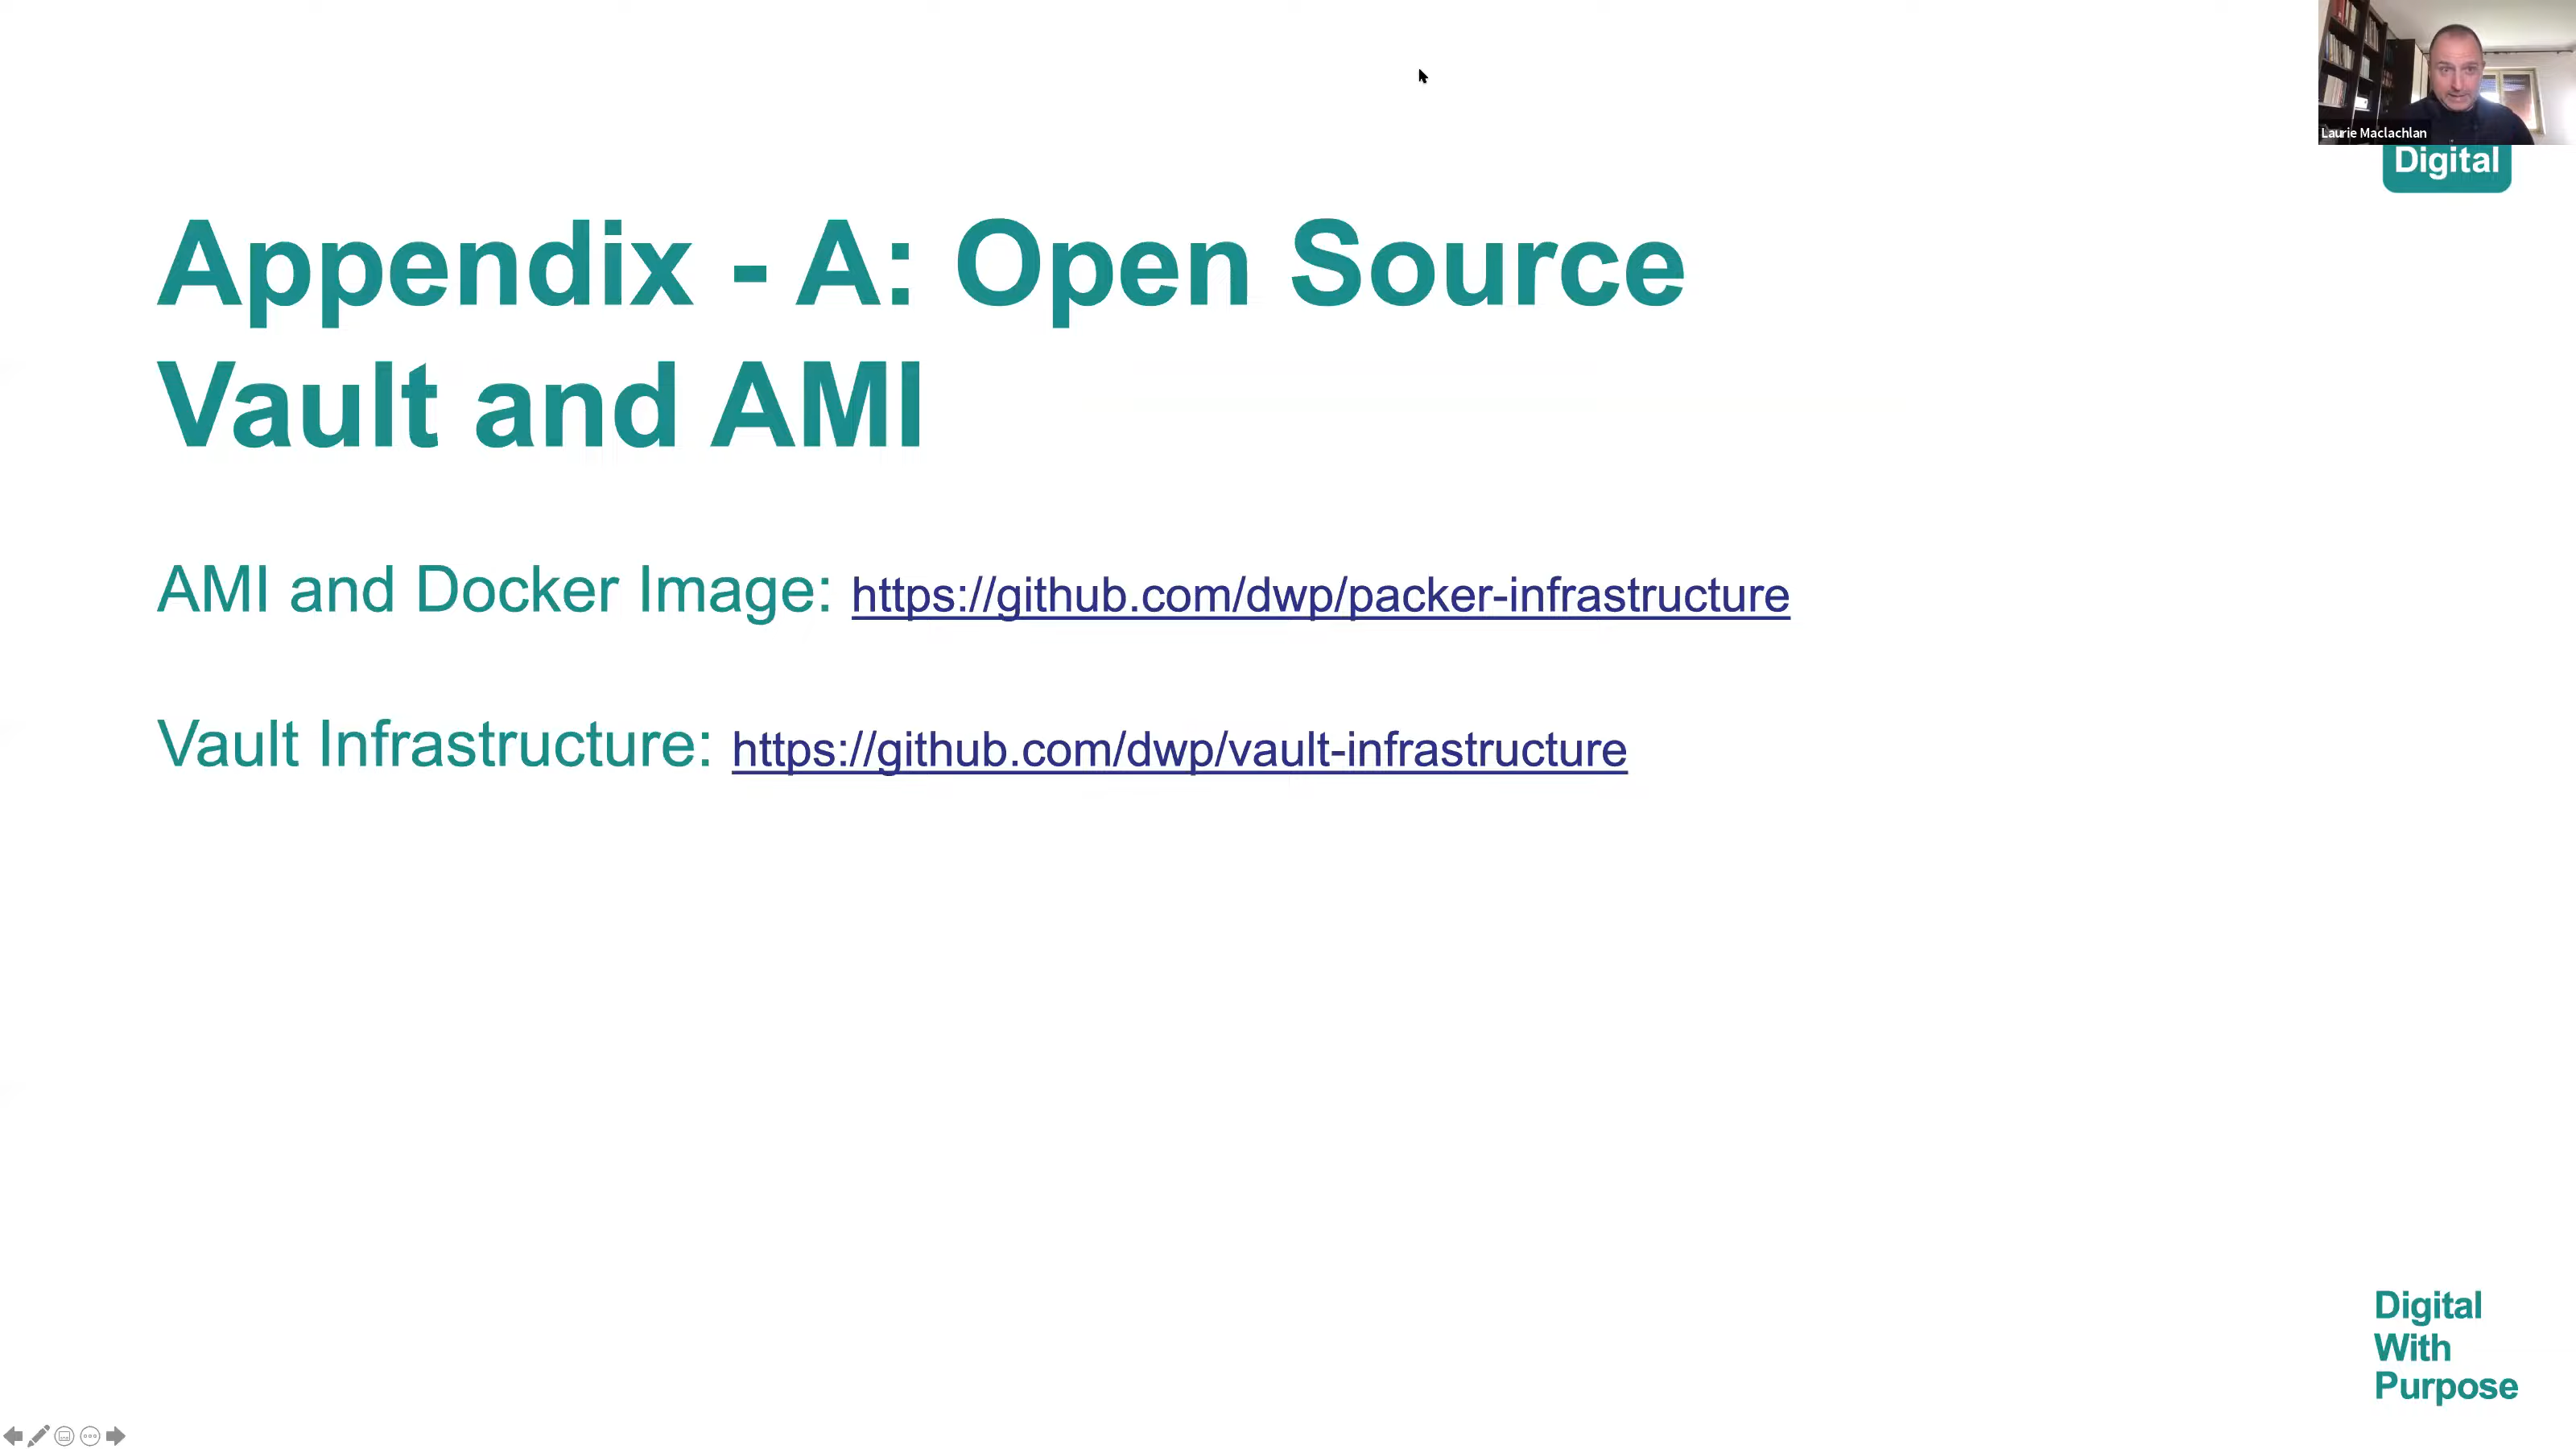 Laurie Maclachlan
Digital
Appendix - A: Open Source
Vault and AMI
AMI and Docker Image: https://github.com/dwp/packer-infrastructure
Vault Infrastructure: https://github.com/dwp/vault-infrastructure
Digital
With
Purpose